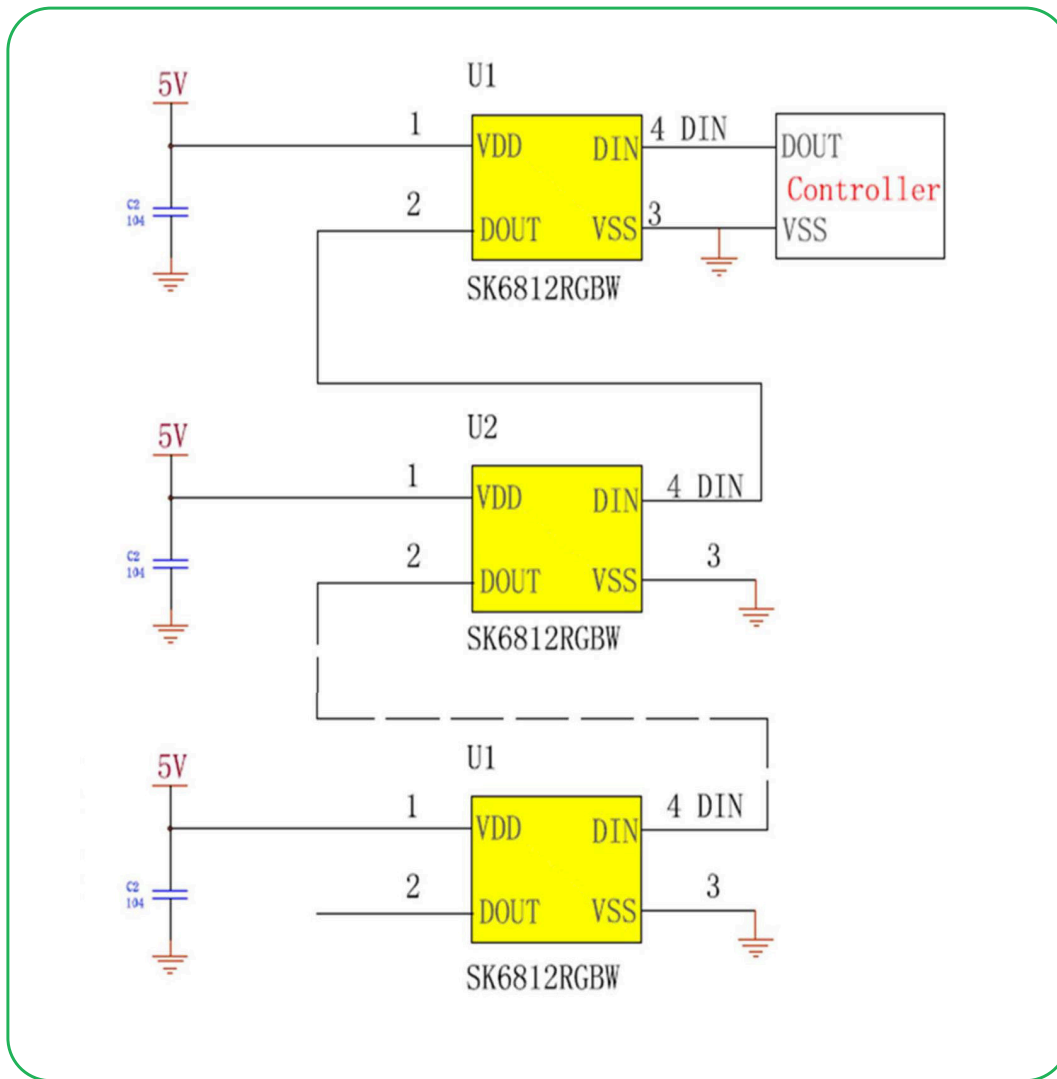 U1
5V
1
4 DIN
VDD
DIN
DOUT
Controller
C2
104
2
3
DOUT
VSS
VSS
SK6812RGBW
U2
5V
1
4 DIN
VDD
DIN
C2
104
2
3
DOUT
VSS
SK6812RGBW
U1
5V
1
4 DIN
VDD
DIN
C2
104
2
3
DOUT
VSS
SK6812RGBW